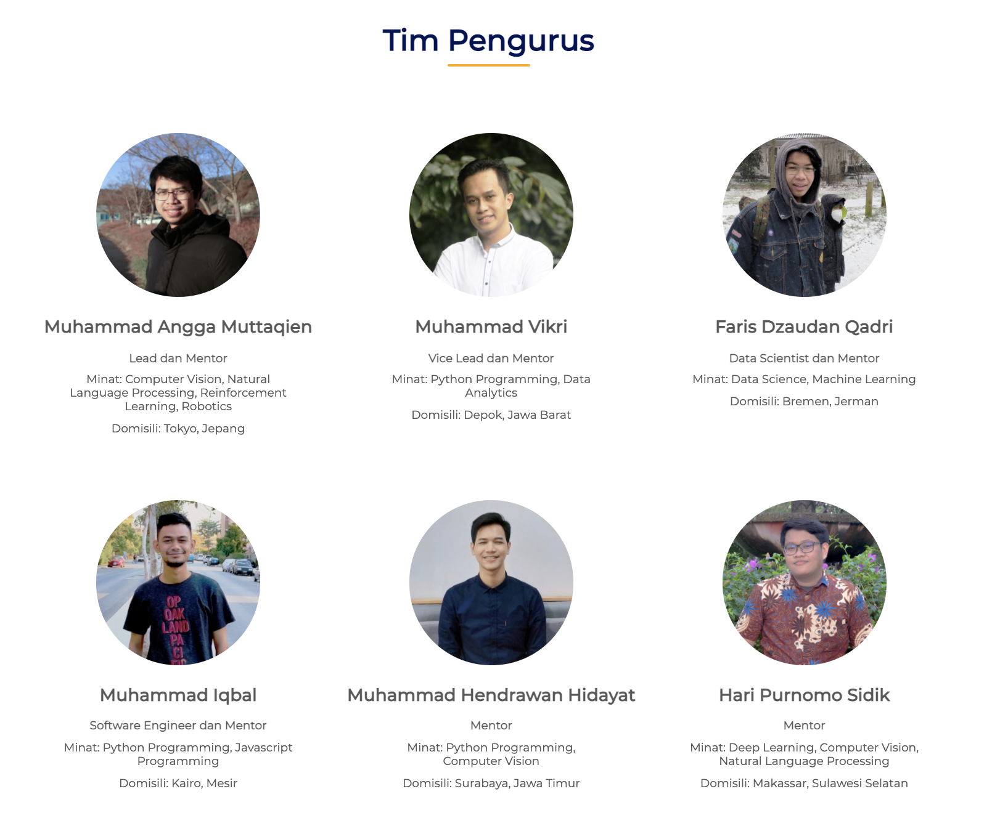 Tim Pengurus
Muhammad Angga Muttaqien
Lead dan Mentor
Minat: Computer Vision, Natural
Language Processing, Reinforcement
Learning, Robotics
Domisili: Tokyo, Jepang
Muhammad Vikri
Vice Lead dan Mentor
Minat: Python Programming, Data
Analytics
Domisili: Depok, Jawa Barat
Faris Dzaudan Qadri
Data Scientist dan Mentor
Minat: Data Science, Machine Learning
Domisili: Bremen, Jerman
OP
OAK
LAND
PA
CI
FIC
Muhammad Iqbal
Software Engineer dan Mentor
Minat: Python Programming, Javascript
Programming
Domisili: Kairo, Mesir
Muhammad Hendrawan Hidayat
Mentor
Minat: Python Programming,
Computer Vision
Domisili: Surabaya, Jawa Timur
Hari Purnomo Sidik
Mentor
Minat: Deep Learning, Computer Vision,
Natural Language Processing
Domisili: Makassar, Sulawesi Selatan